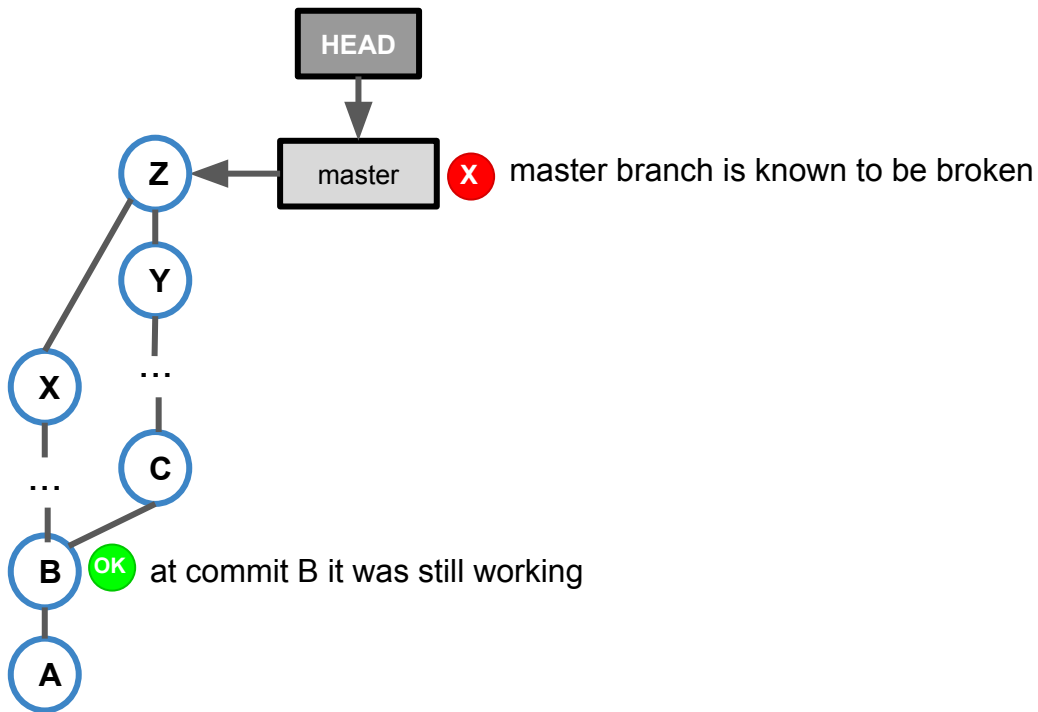 HEAD
Z
master
X
master branch is known to be broken
Y
...
X
C
...
B
OK
at commit B it was still working
A